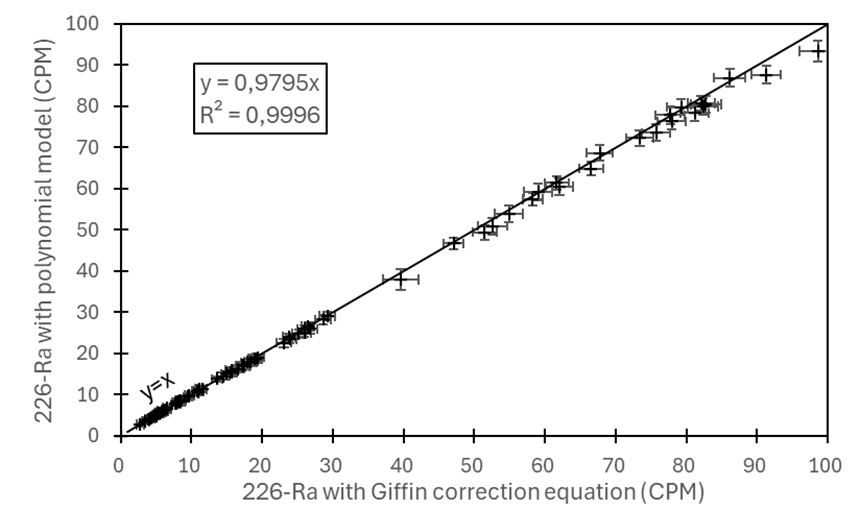 226-Ra with polynomial model (CPM)
100
90
80
70
60
50
40
30
20
10
0
y = 0,9795x
R² = 0,9996
y=x
0 10 20 30 40 50 60 70 80 90 100
226-Ra with Giffin correction equation (CPM)